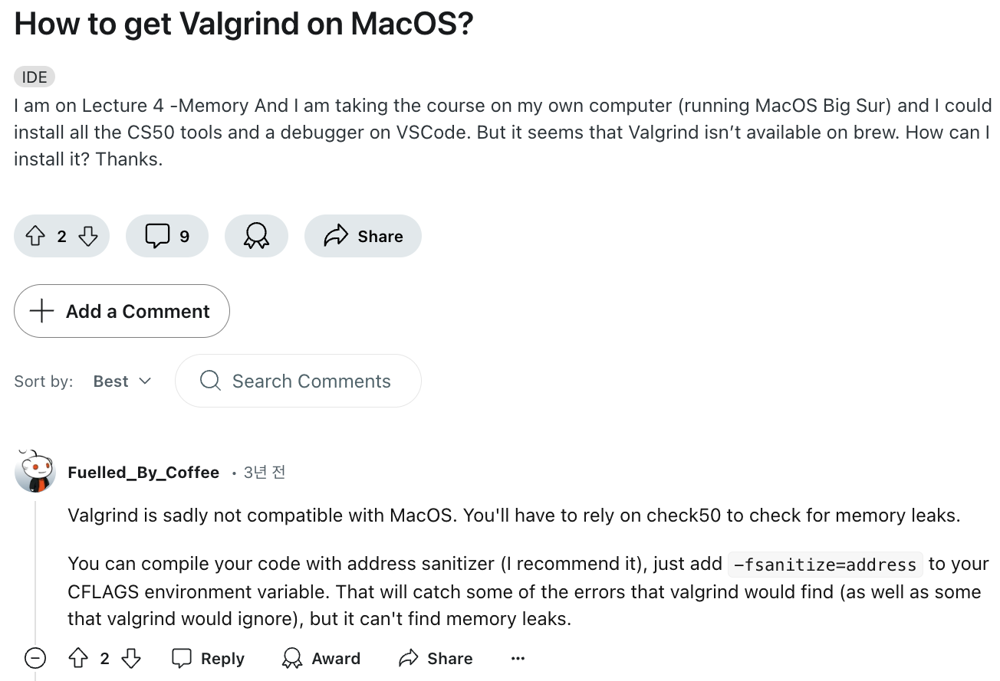 How to get Valgrind on MacOS?
IDE
I am on Lecture 4 -Memory And I am taking the course on my own computer (running MacOS Big Sur) and I could
install all the CS50 tools and a debugger on VSCode. But it seems that Valgrind isn’t available on brew. How can I
install it? Thanks.
2 9 Share
Add a Comment
Sort by: Best Search Comments
Fuelled_By_Coffee • 3년 전
Valgrind is sadly not compatible with MacOS. You'll have to rely on check50 to check for memory leaks.
You can compile your code with address sanitizer (I recommend it), just add -fsanitize=address to your
CFLAGS environment variable. That will catch some of the errors that valgrind would find (as well as some
that valgrind would ignore), but it can't find memory leaks.
2 Reply Award Share ...